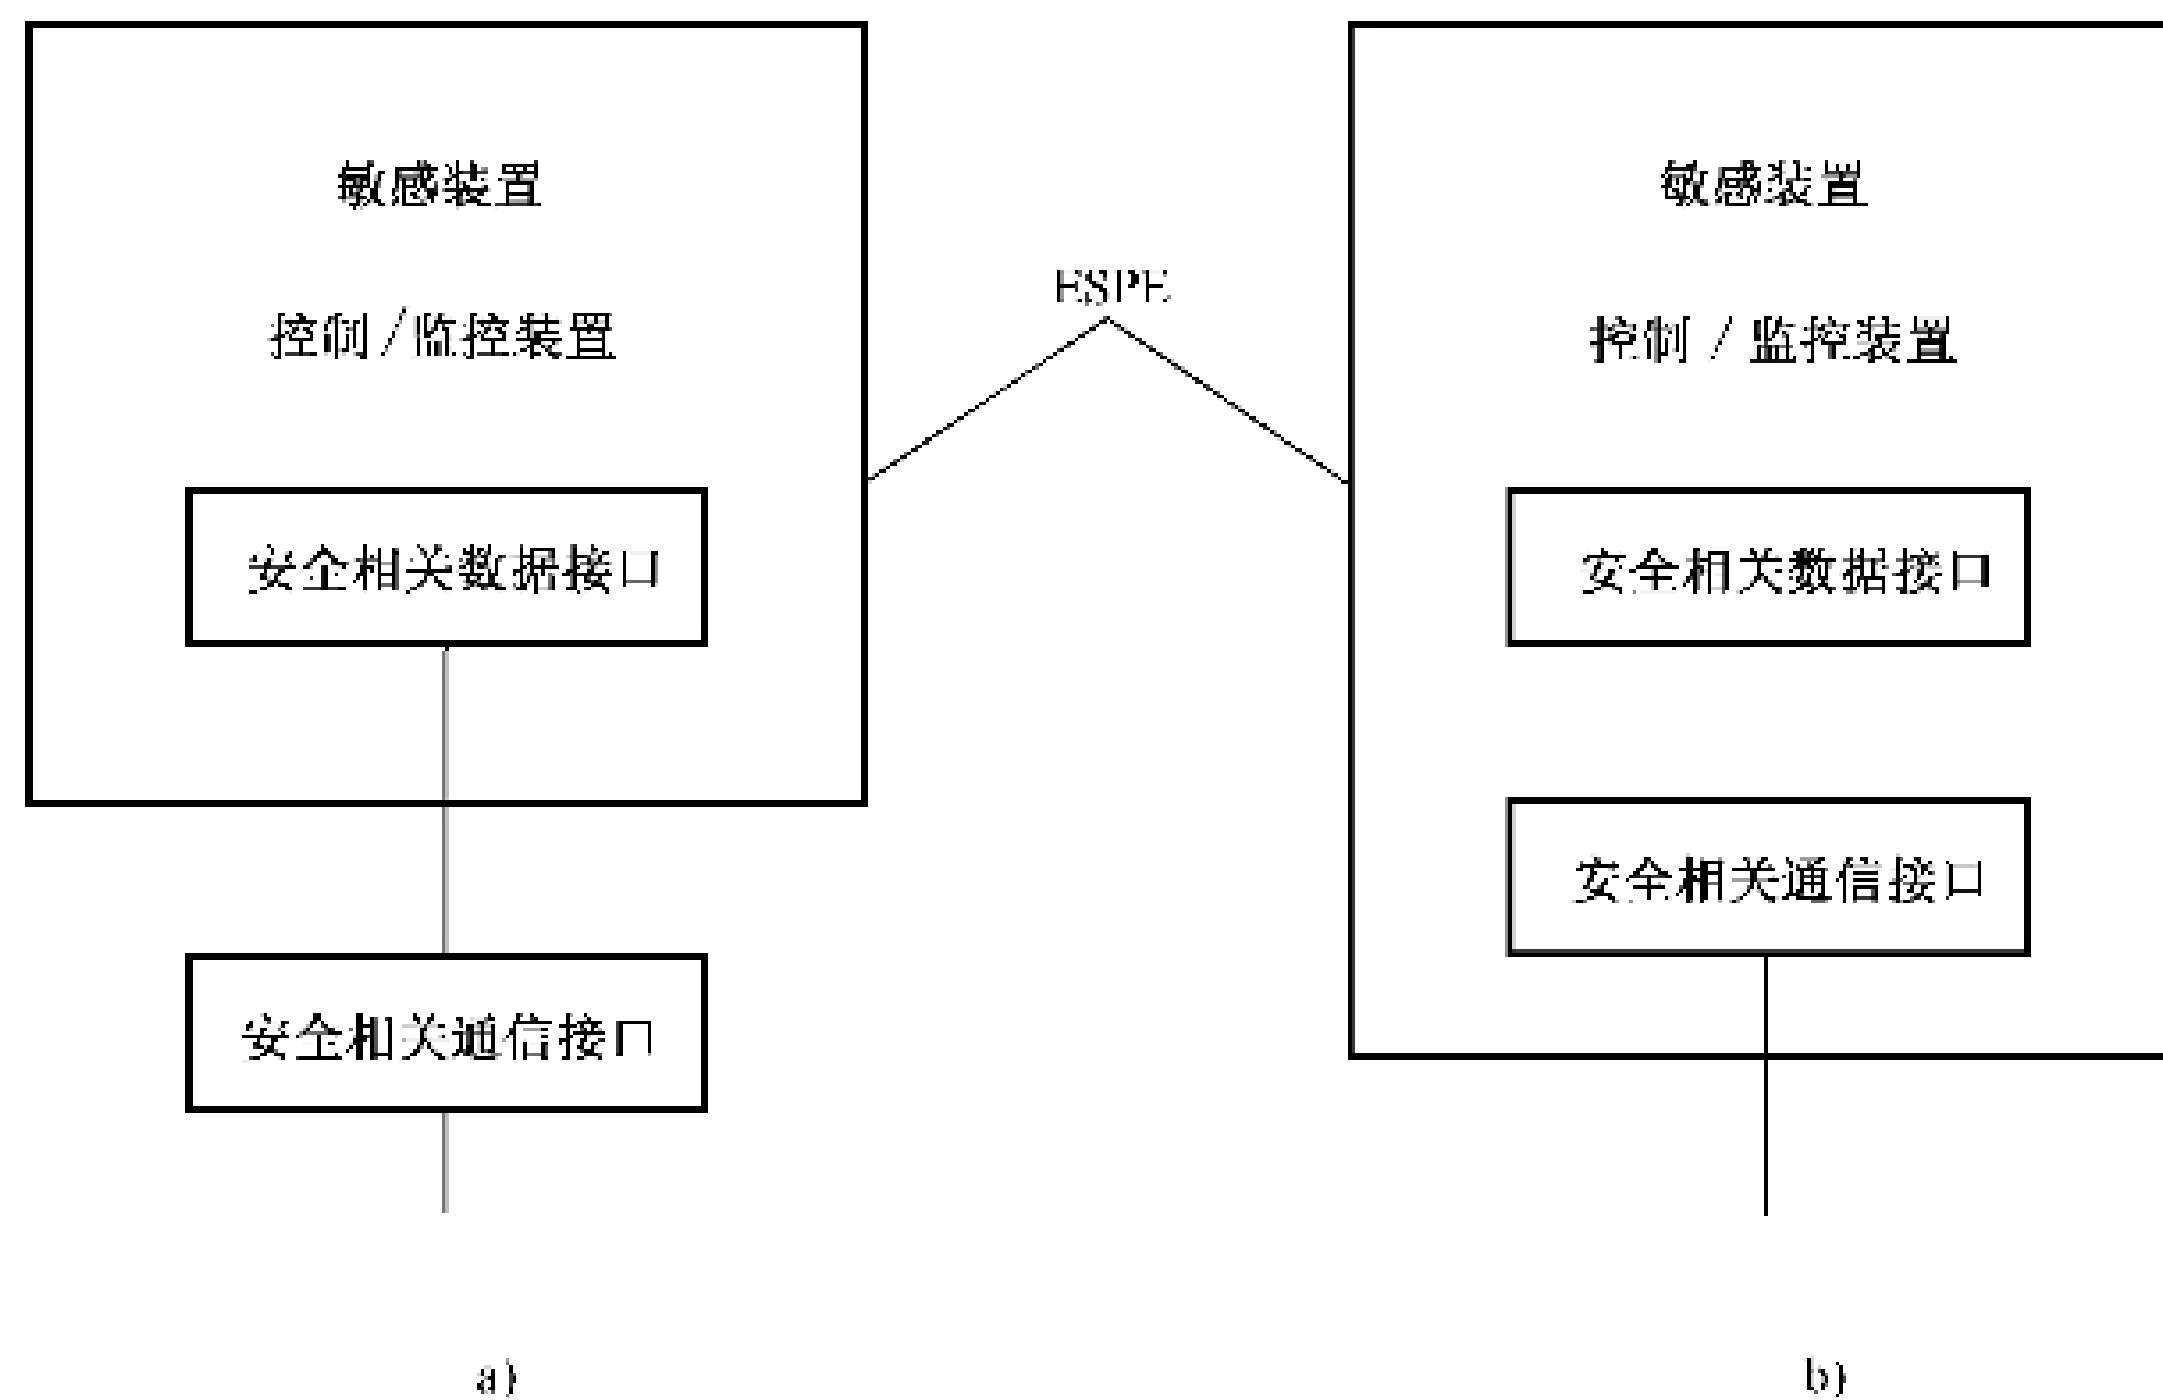 敏感装置
控制/监控装置
安全相关数据接口
安全相关通信接口
a)
ESPE
敏感装置
控制/监控装置
安全相关数据接口
安全相关通信接口
b)